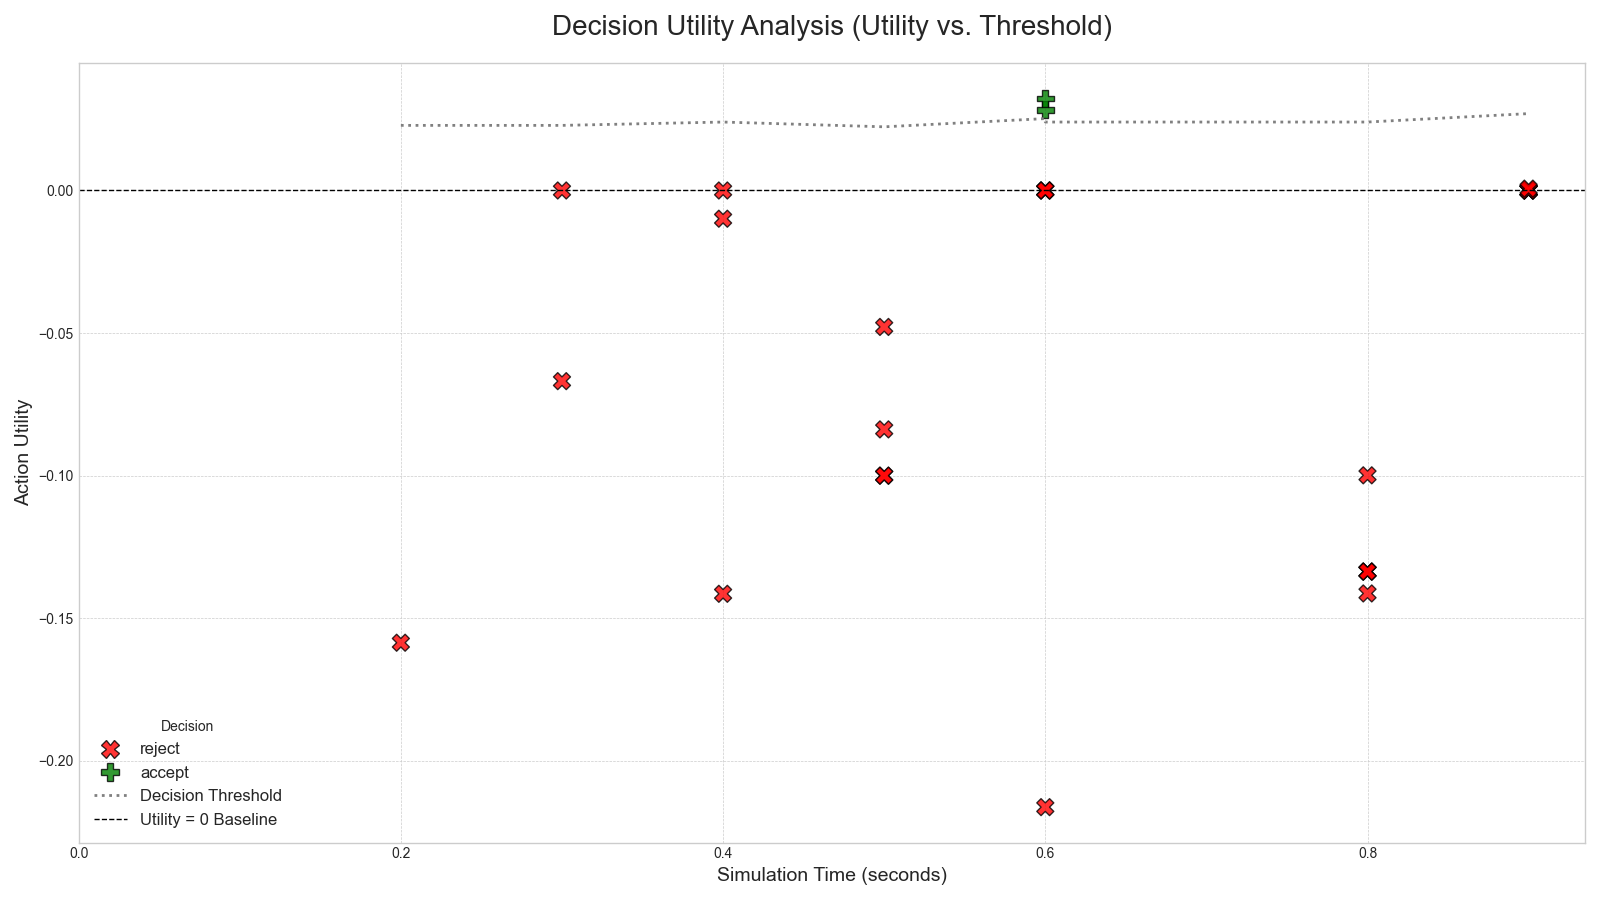 Decision Utility Analysis (Utility vs. Threshold)
0.00
−0.05
−0.10
−0.15
−0.20
Action Utility
Decision
reject
accept
Decision Threshold
Utility = 0 Baseline
0.0 0.2 0.4 0.6 0.8
Simulation Time (seconds)